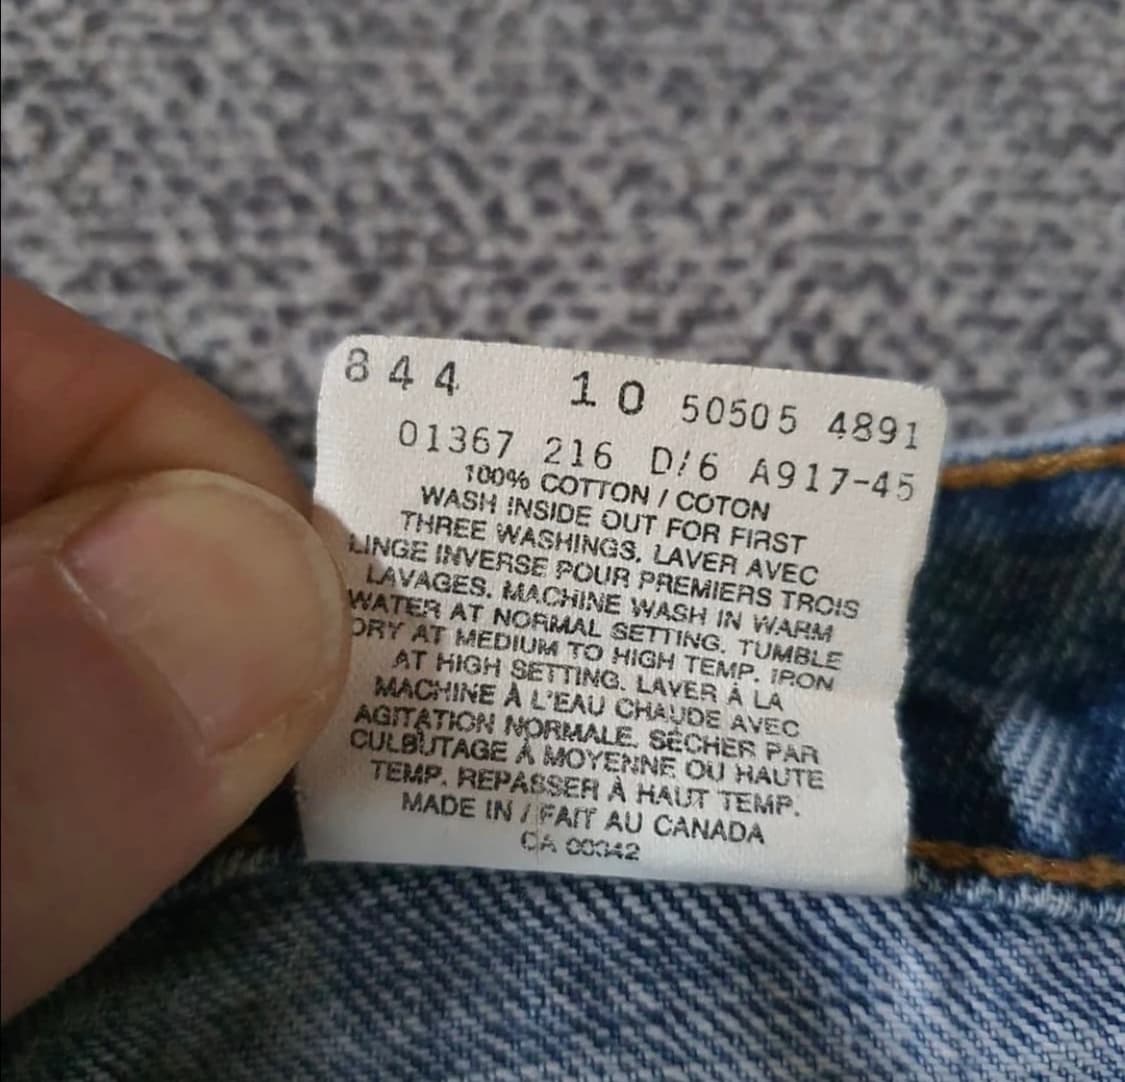 844 10 50505 4891
01367 216 D/6 A917-45
100% COTTON / COTON
WASH INSIDE OUT FOR FIRST
THREE WASHINGS. LAVER AVEC
LINGE INVERSE POUR PREMIERS TROIS
LAVAGES. MACHINE WASH IN WARM
WATER AT NORMAL SETTING. TUMBLE
DRY AT MEDIUM TO HIGH TEMP. IRON
AT HIGH SETTING. LAVER À LA
MACHINE À L'EAU CHAUDE AVEC
AGITATION NORMALE. SÉCHER PAR
CULBUTAGE À MOYENNE OU HAUTE
TEMP. REPASSER À HAUT TEMP.
MADE IN / FAIT AU CANADA
CA 00342